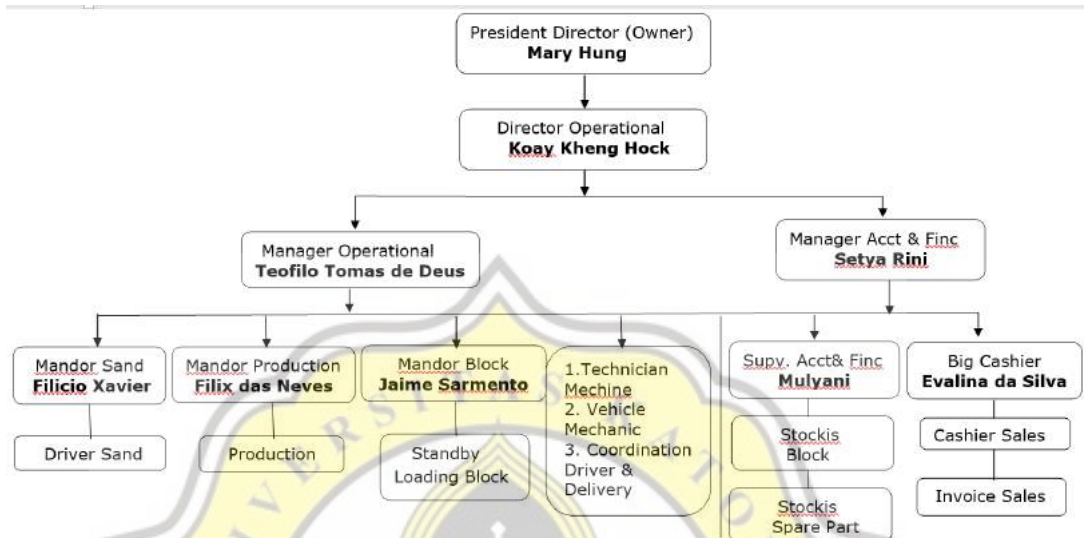 President Director (Owner)
Mary Hung
Director Operational
Koay Kheng Hock
Manager Operational
Teofilo Tomas de Deus
Manager Acct & Finc
Setya Rini
Mandor Sand
Filicio Xavier
Mandor Production
Filix das Neves
Mandor Block
Jaime Sarmento
1.Technician
Mechine
2. Vehicle
Mechanic
3. Coordination
Driver &
Delivery
Supv. Acct& Finc
Mulyani
Big Cashier
Evalina da Silva
Driver Sand
Production
Standby
Loading Block
Stockis
Block
Cashier Sales
Stockis
Spare Part
Invoice Sales